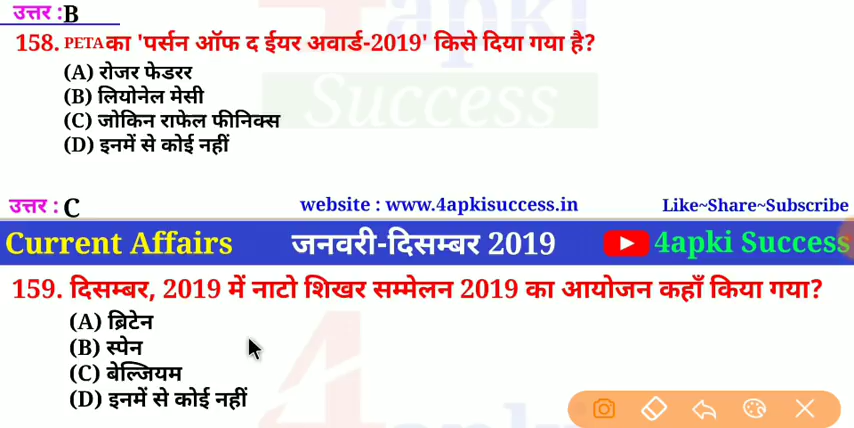 उत्तर : B
158. PETA का 'पर्सन ऑफ द ईयर अवार्ड-2019' किसे दिया गया है?
(A) रोजर फेडरर
(B) लियोनेल मेसी
(C) जोकिन राफेल फीनिक्स
(D) इनमें से कोई नहीं
Success
उत्तर : C website : www.4apkisuccess.in Like~Share~Subscribe
Current Affairs जनवरी-दिसम्बर 2019 4apki Success
159. दिसम्बर, 2019 में नाटो शिखर सम्मेलन 2019 का आयोजन कहाँ किया गया?
(A) ब्रिटेन
(B) स्पेन
(C) बेल्जियम
(D) इनमें से कोई नहीं